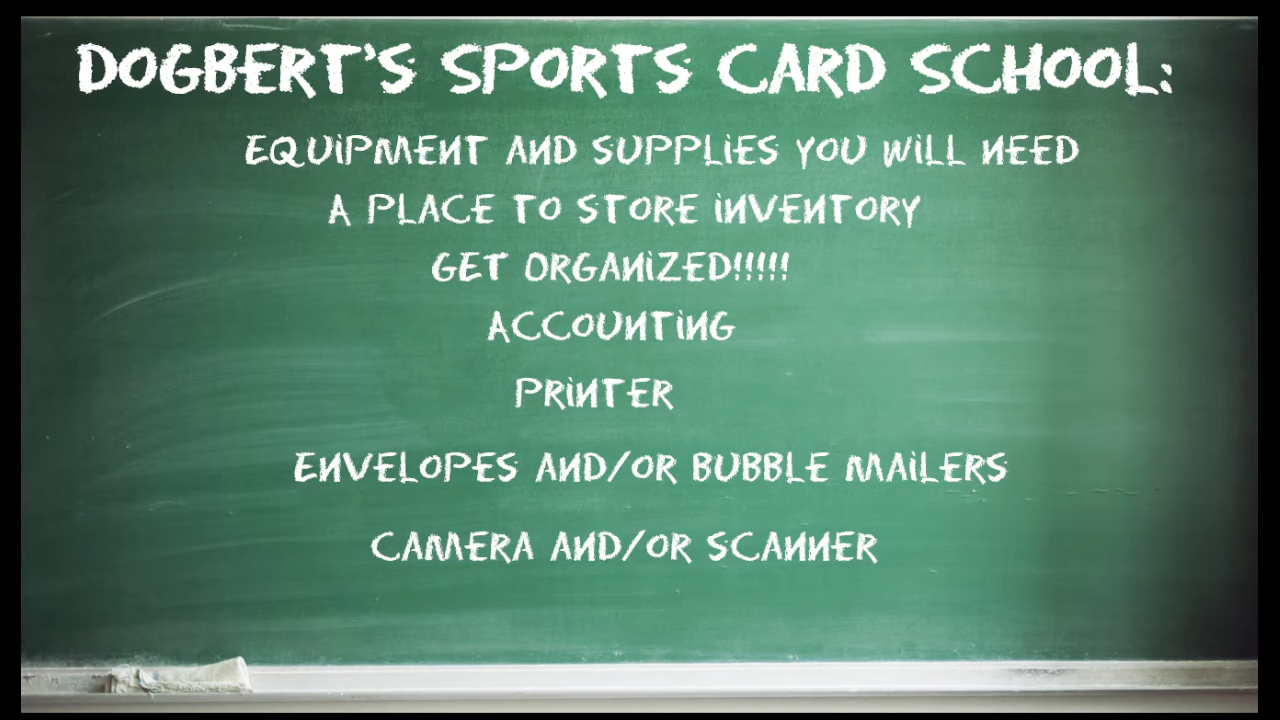 DOGBERT'S SPORTS CARD SCHOOL:
EQUiPMENT AND SUPPLiES YOU WiLL NEED
A PLACE TO STORE iNVENTORY
GET ORGANiZED!!!!!
ACCOUNTiNG
PRiNTER
ENVELOPES AND/OR BUBBLE MAiLERS
CAMERA AND/OR SCANNER